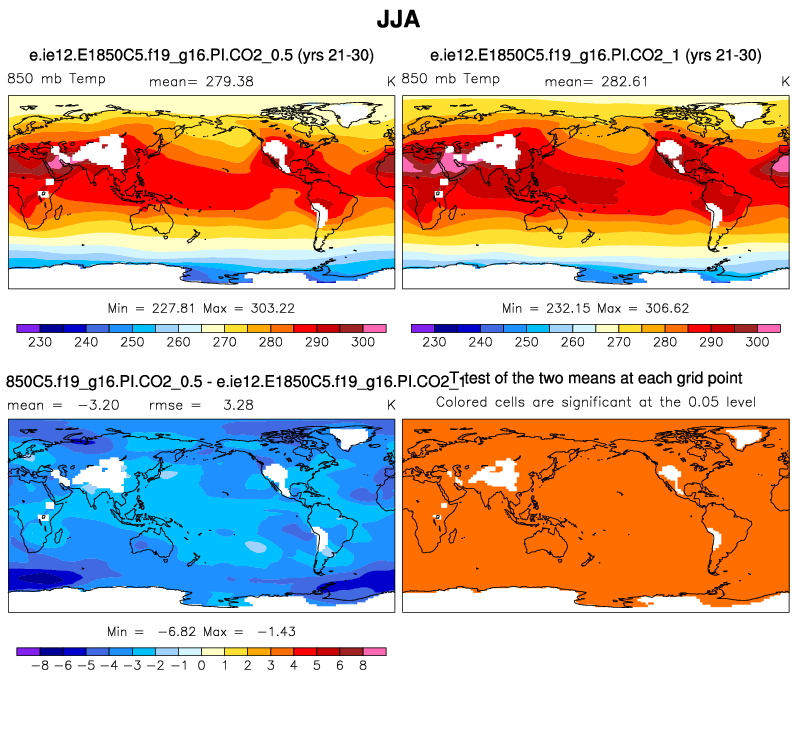 JJA
e.ie12.E1850C5.f19_g16.PI.CO2_0.5 (yrs 21-30)
850 mb Temp mean= 279.38 K
Min = 227.81 Max = 303.22
230 240 250 260 270 280 290 300
e.ie12.E1850C5.f19_g16.PI.CO2_1 (yrs 21-30)
850 mb Temp mean= 282.61 K
Min = 232.15 Max = 306.62
230 240 250 260 270 280 290 300
850C5.f19_g16.PI.CO2_0.5 - e.ie12.E1850C5.f19_g16.PI.CO2_
mean = -3.20 rmse = 3.28 K
Min = -6.82 Max = -1.43
-8 -6 -5 -4 -3 -2 -1 0 1 2 3 4 5 6 8
test of the two means at each grid point
Colored cells are significant at the 0.05 level